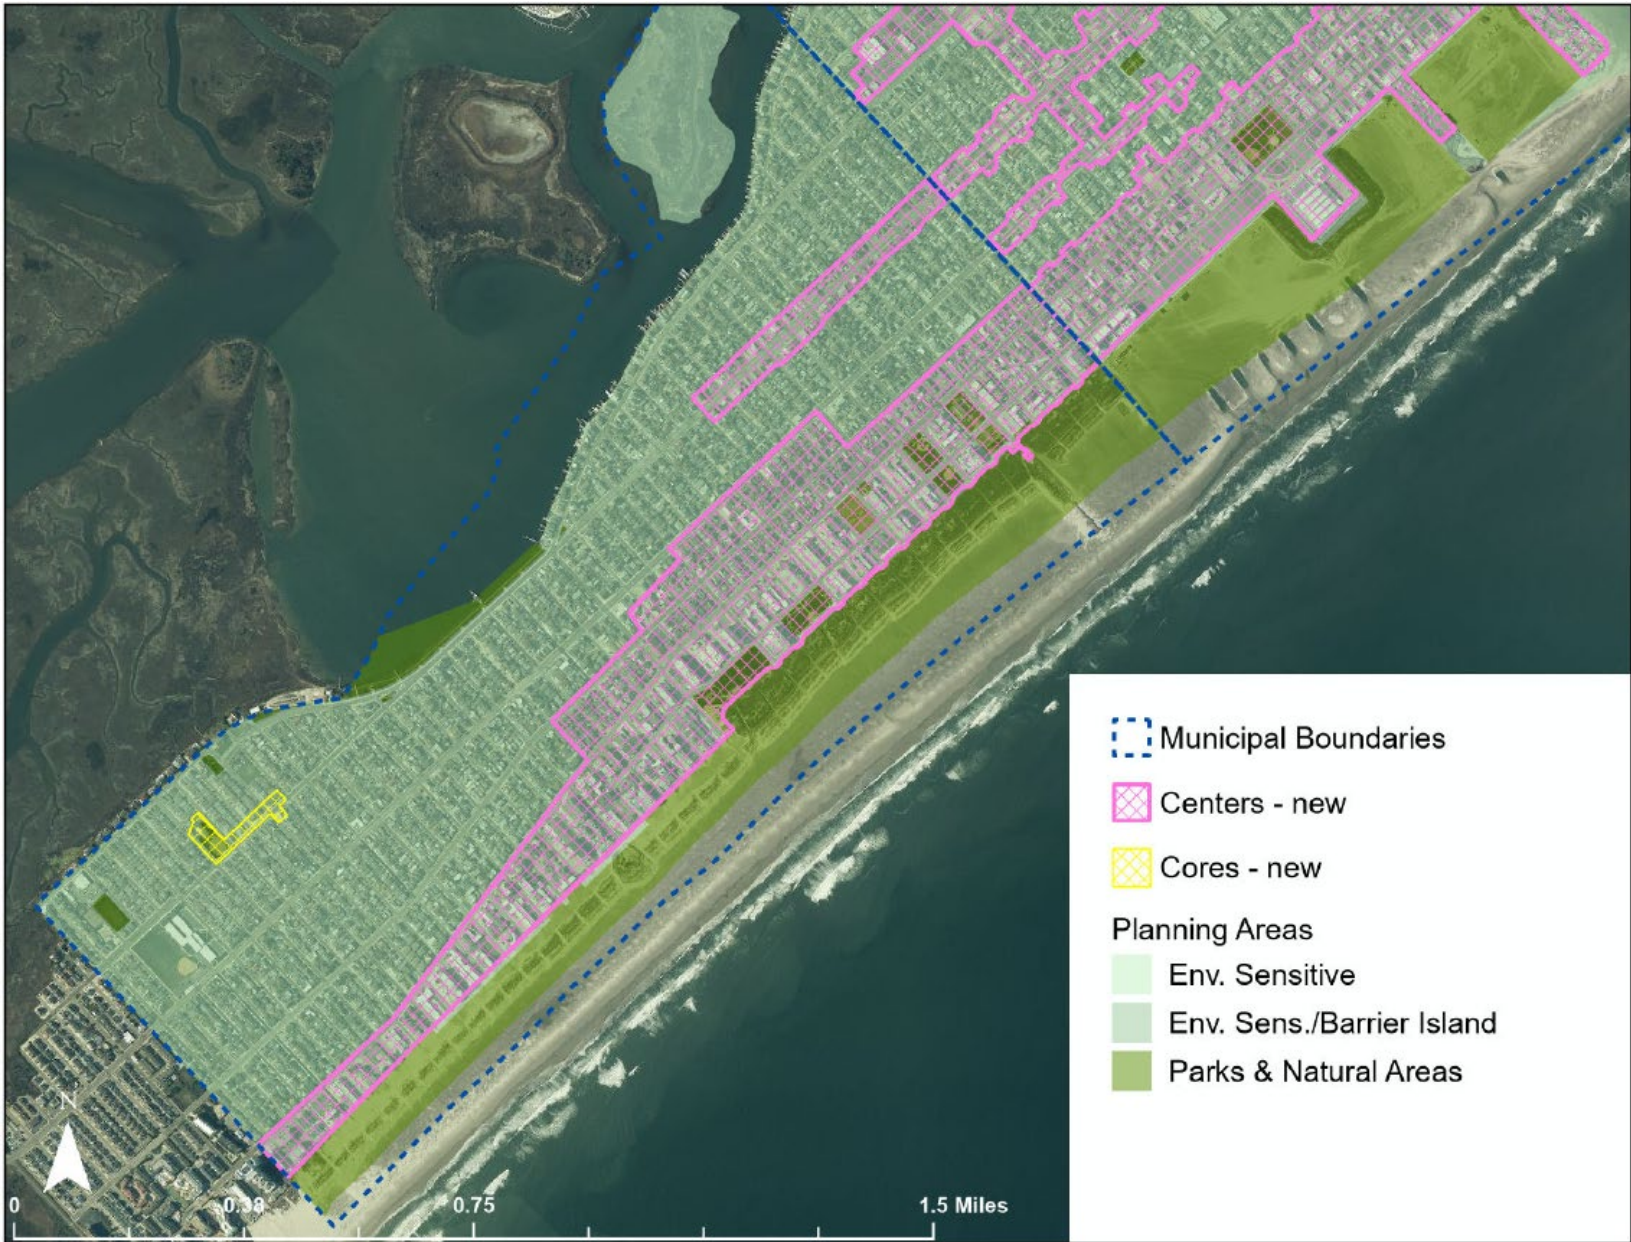 Municipal Boundaries
Centers - new
Cores - new
Planning Areas
Env. Sensitive
Env. Sens./Barrier Island
Parks & Natural Areas
N
0 0.38 0.75 1.5 Miles